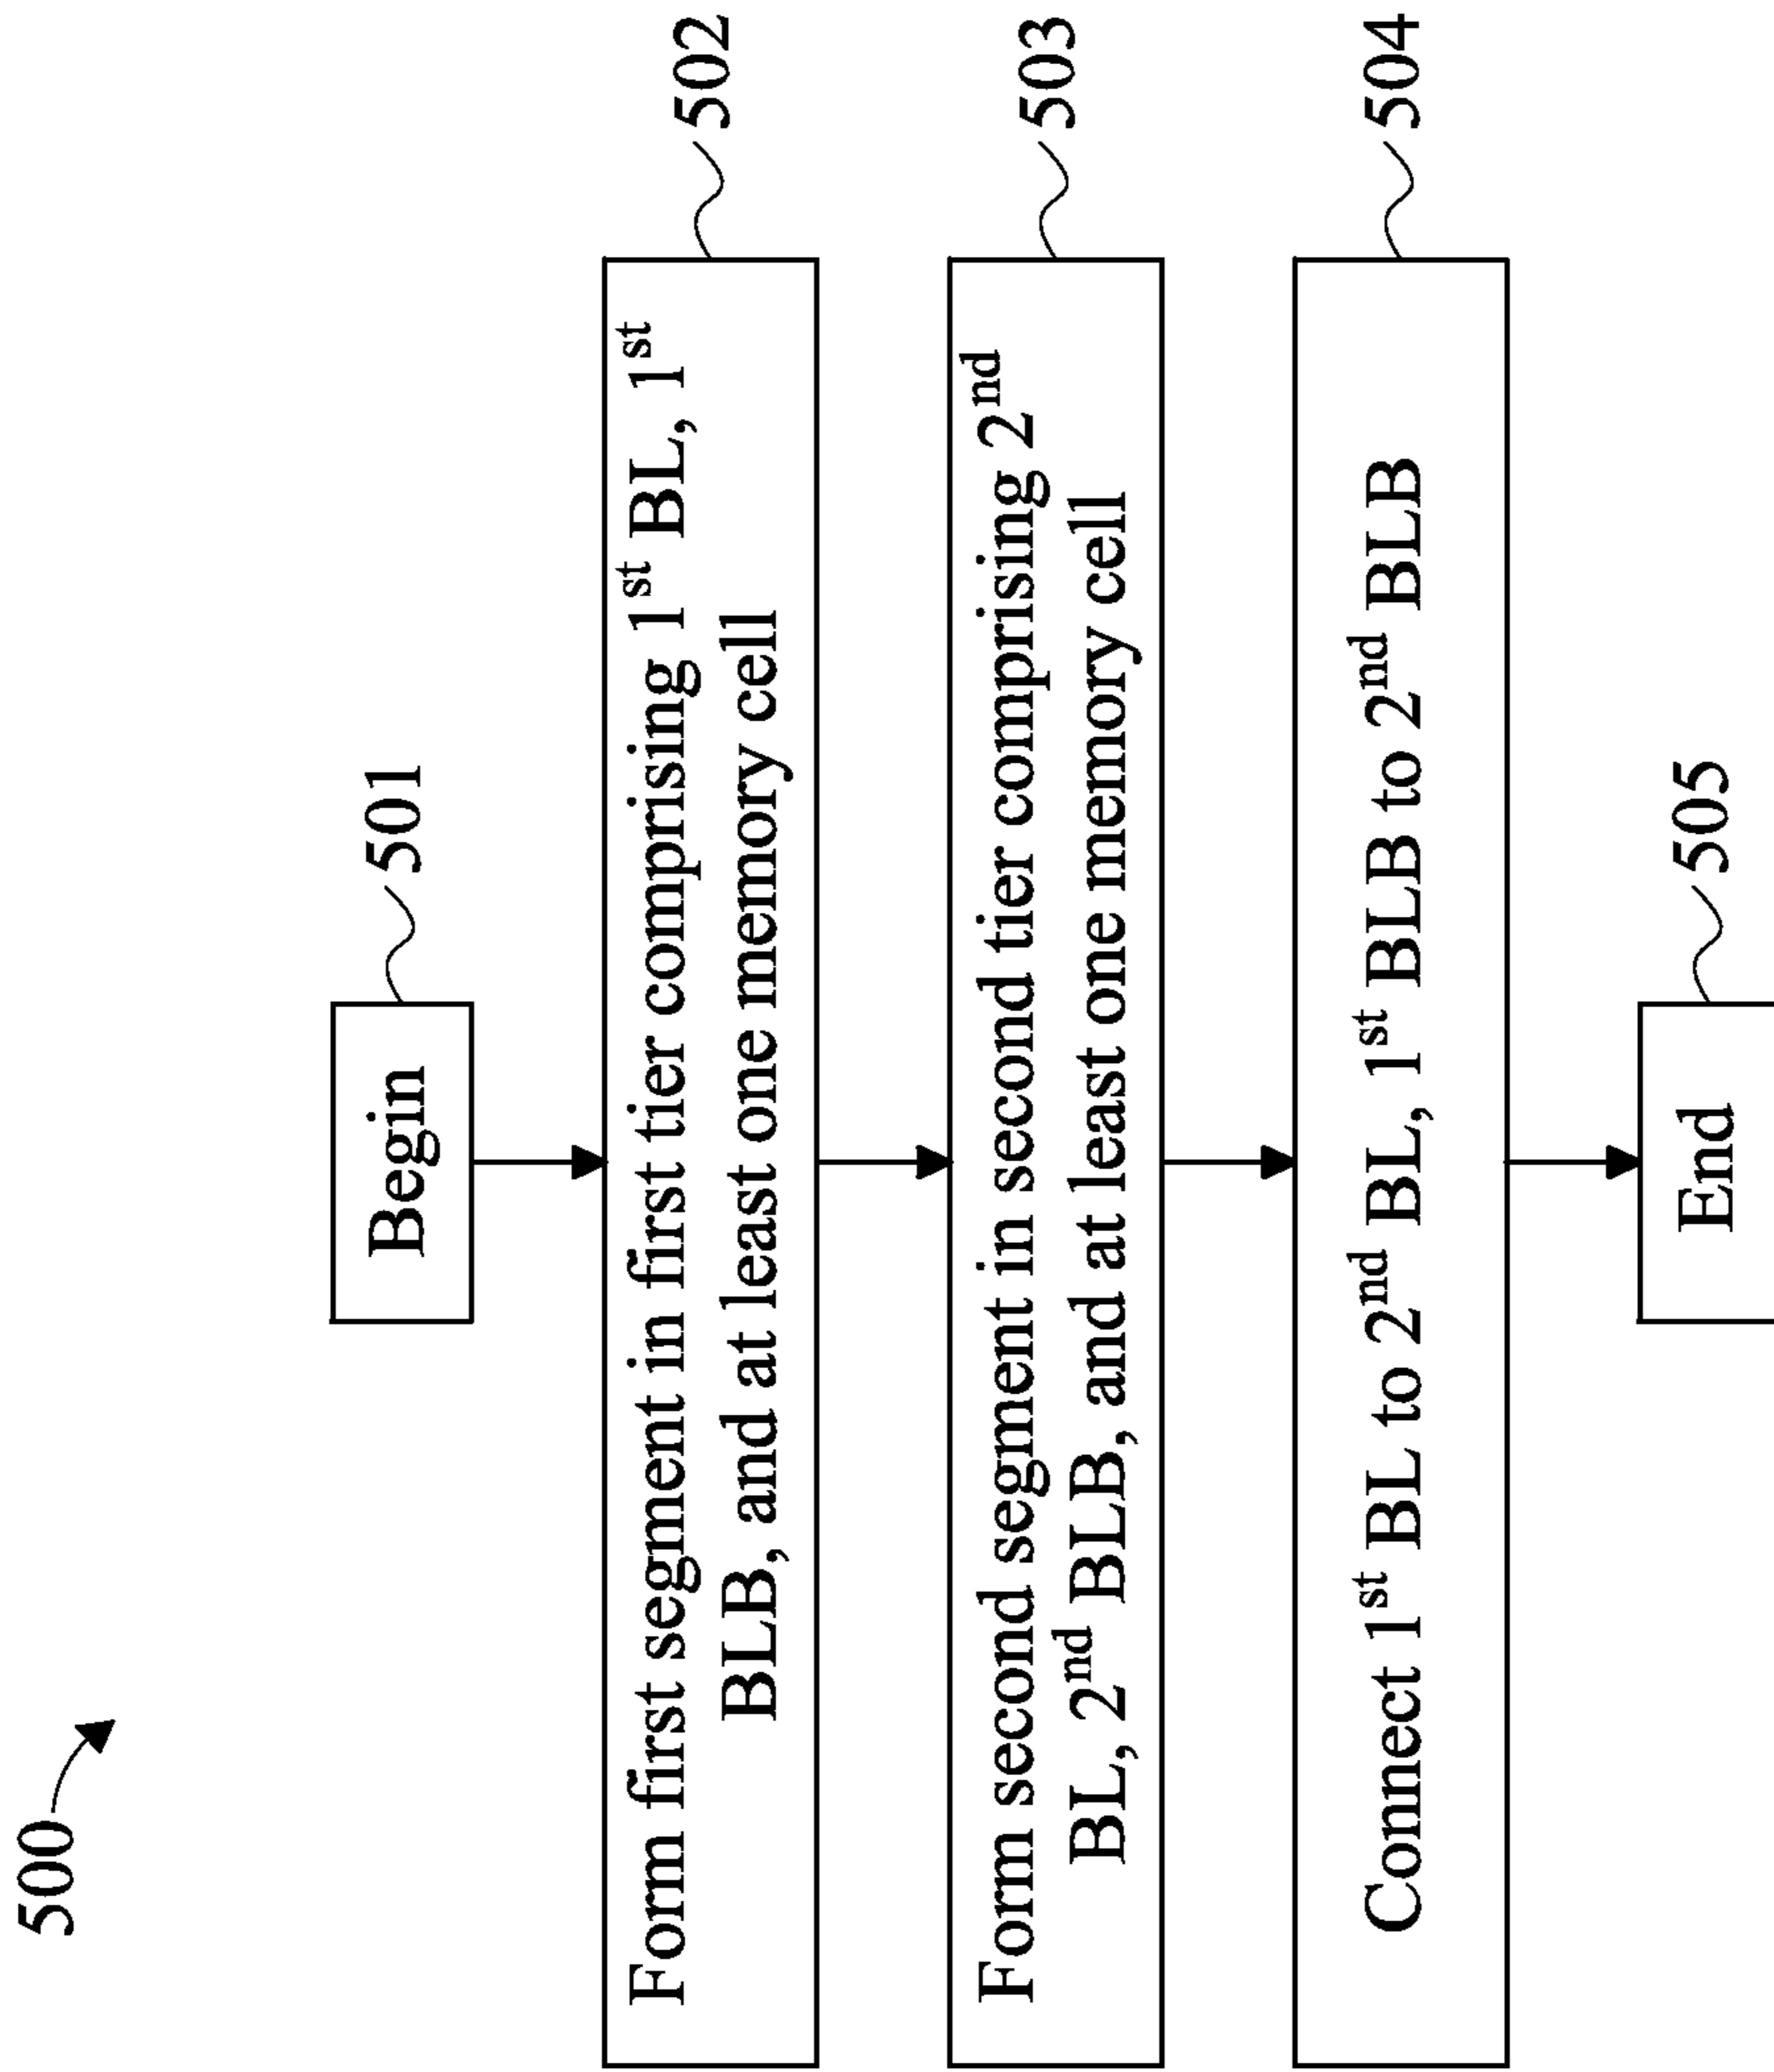 500
Begin
501
Form first segment in first tier comprising 1st BL, 1st
BLB, and at least one memory cell
502
Form second segment in second tier comprising 2nd
BL, 2nd BLB, and at least one memory cell
503
Connect 1st BL to 2nd BL, 1st BLB to 2nd BLB
504
End
505